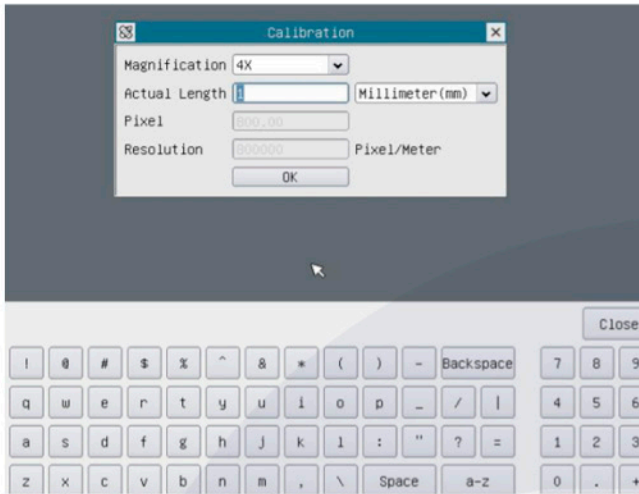 Calibration
Magnification 4X
Actual Length 1 Millimeter(mm)
Pixel 800.00
Resolution 800000 Pixel/Meter
OK
Close
! @ # $ % ^ & * ( ) - Backspace 7 8 9
q w e r t y u i o p _ / | 4 5 6
a s d f g h j k l : " ? = 1 2 3
z x c v b n m , \ Space a-z 0 . +